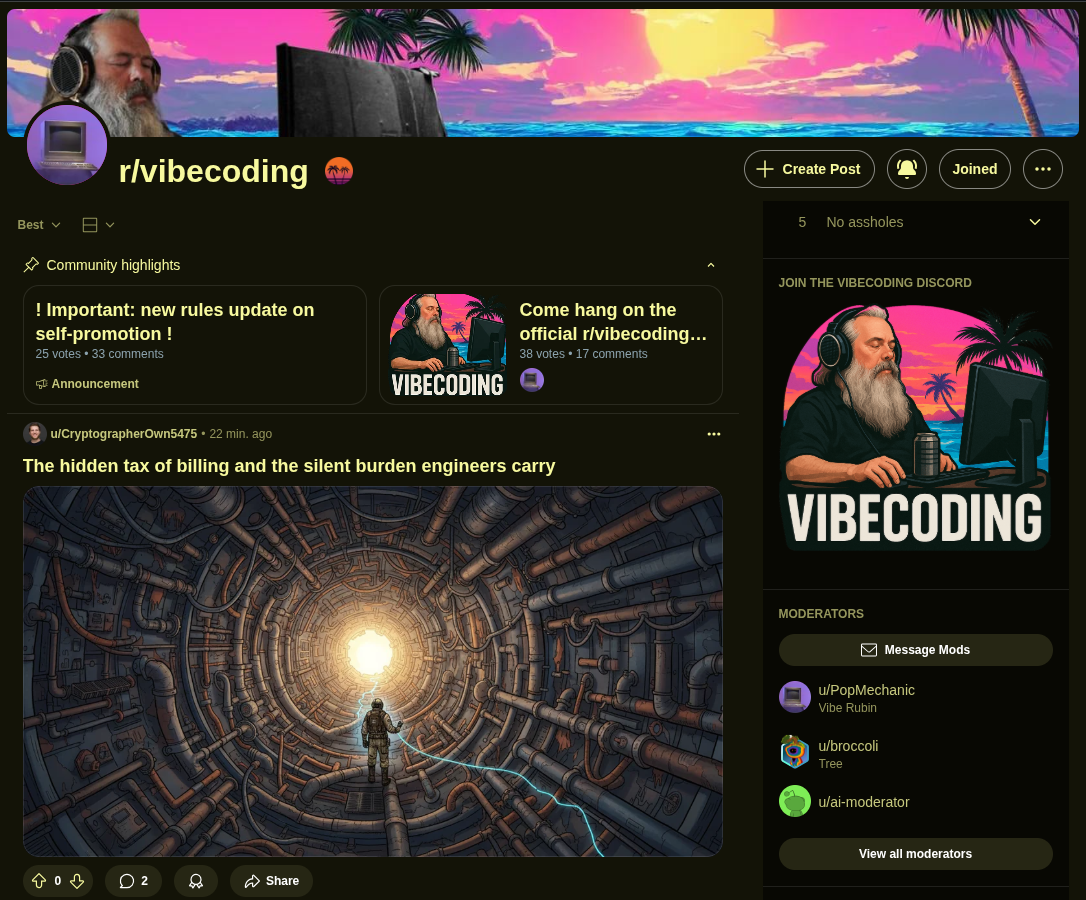 r/vibecoding
Create Post
Joined
Best
Community highlights
! Important: new rules update on
self-promotion !
25 votes • 33 comments
Announcement
VIBECODING
Come hang on the
official r/vibecoding...
38 votes • 17 comments
u/CryptographerOwn5475 • 22 min. ago
The hidden tax of billing and the silent burden engineers carry
0
2
Share
5 No assholes
JOIN THE VIBECODING DISCORD
VIBECODING
MODERATORS
Message Mods
u/PopMechanic
Vibe Rubin
u/broccoli
Tree
u/ai-moderator
View all moderators